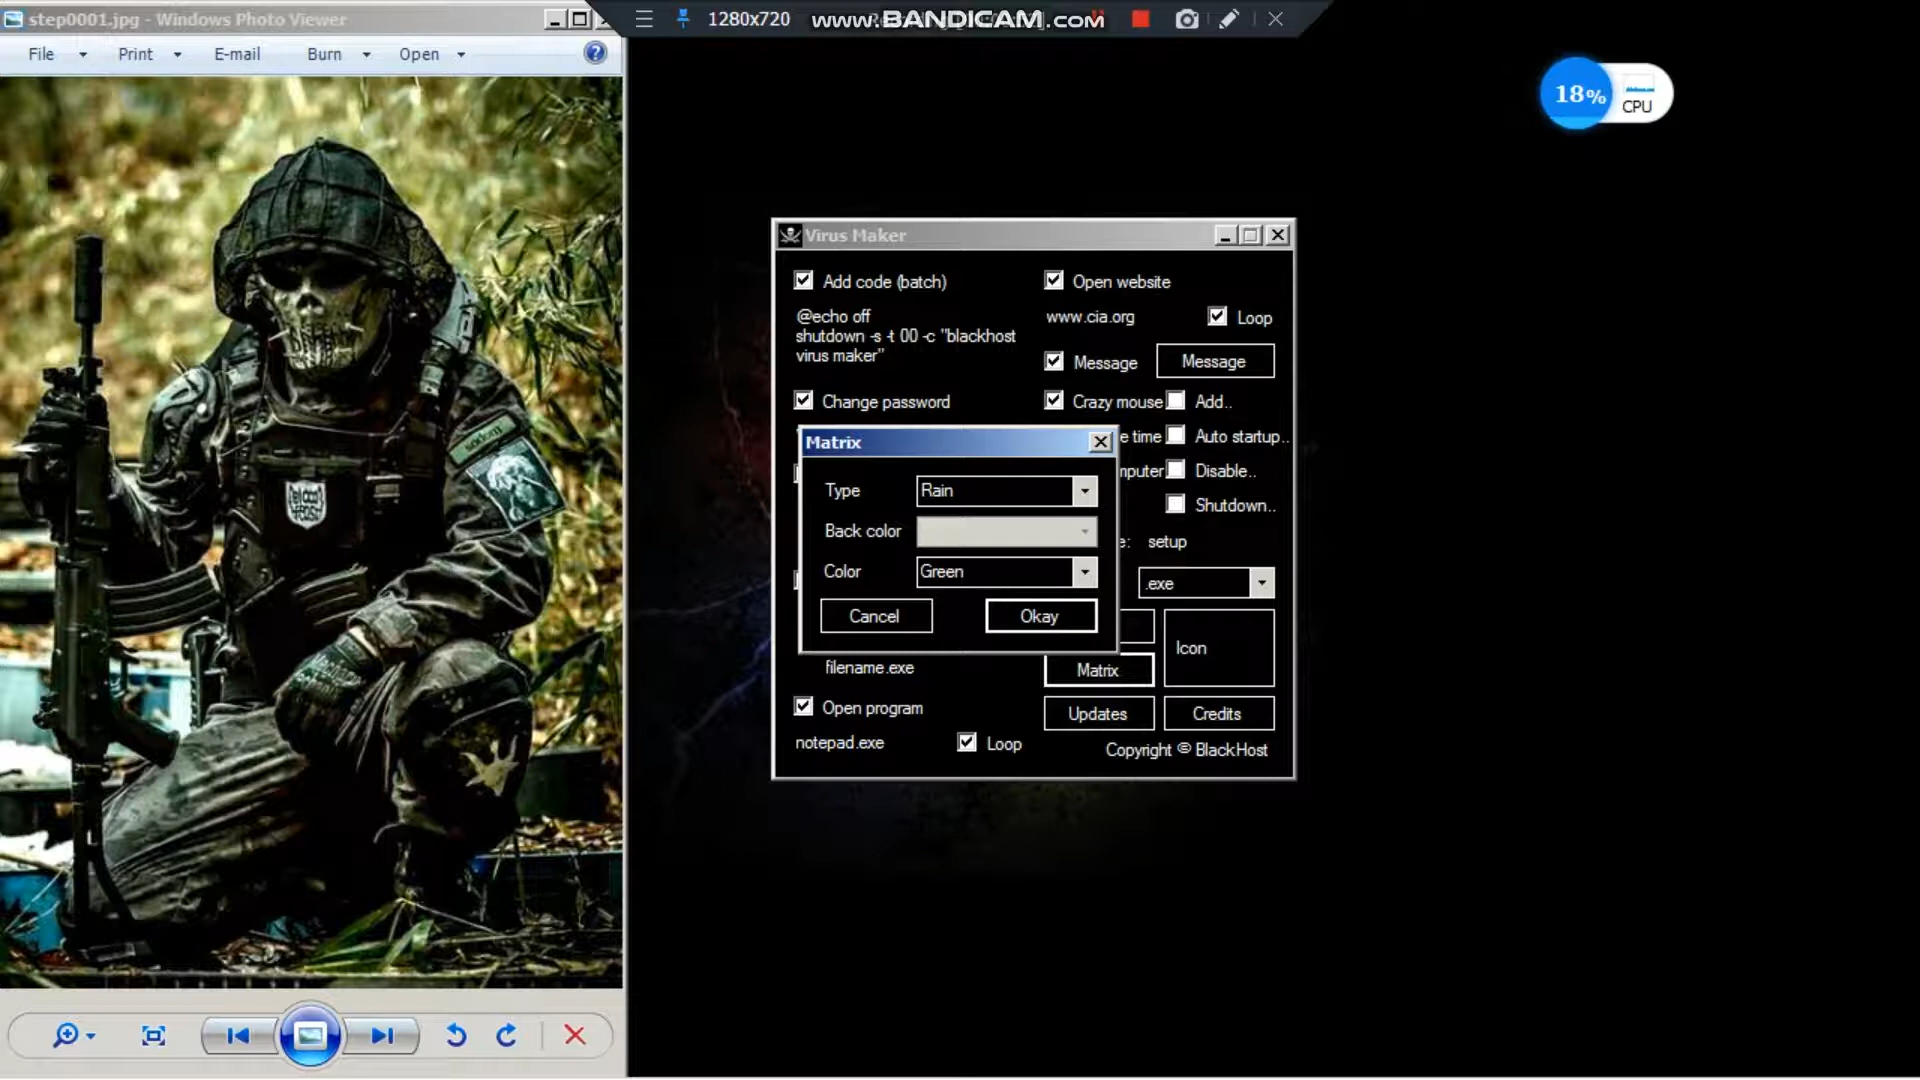 step0001.jpg - Windows Photo Viewer
1280x720
www.BANDICAM.com
File Print E-mail Burn Open
18% CPU
Virus Maker
Add code (batch)
Open website
@echo off
shutdown -s -t 00 -c "blackhost
virus maker"
www.cia.org
Loop
Message
Message
Change password
Crazy mouse
Add..
Matrix
e time
Auto startup..
mputer
Disable..
Type
Rain
Shutdown..
Back color
e:
setup
Color
Green
.exe
Cancel
Okay
Icon
filename.exe
Matrix
Open program
Updates
Credits
notepad.exe
Loop
Copyright © BlackHost